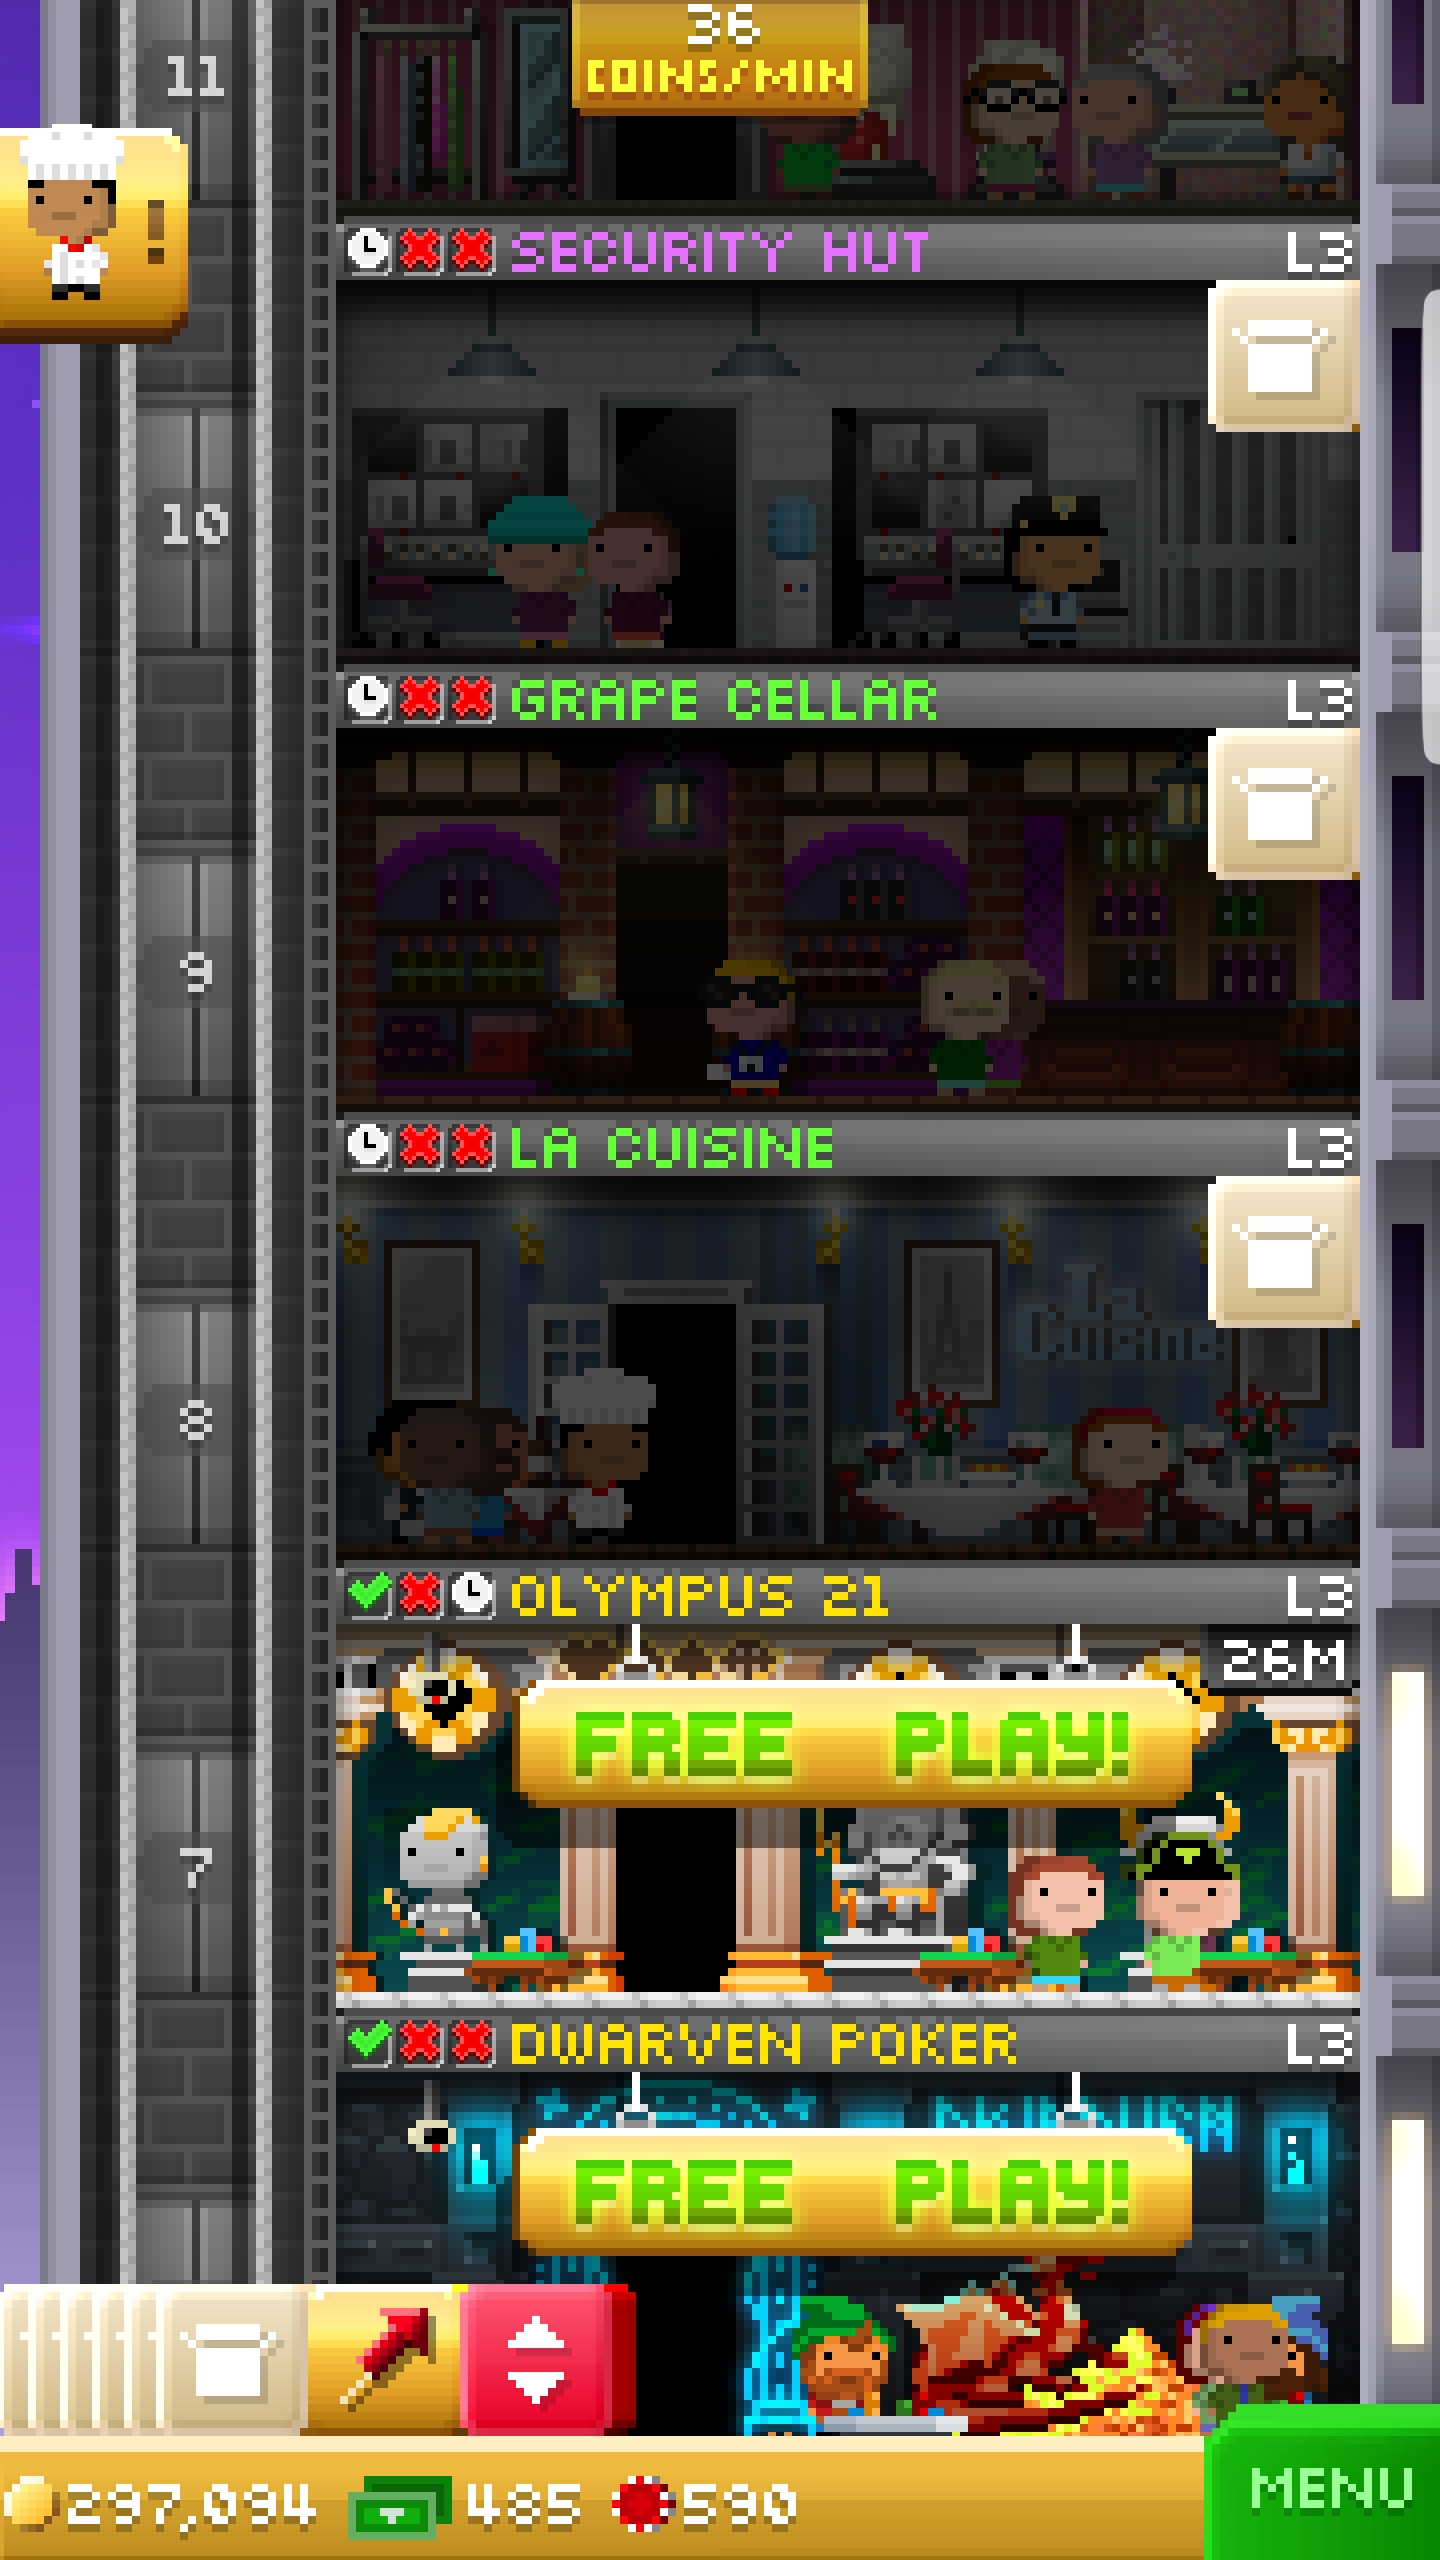 36
COINS/MIN
11
!
SECURITY HUT L3
10
GRAPE CELLAR L3
9
LA CUISINE L3
La Cuisine
8
OLYMPUS 21 L3
26M
FREE PLAY!
7
DWARVEN POKER L3
FREE PLAY!
297,094 485 590
MENU